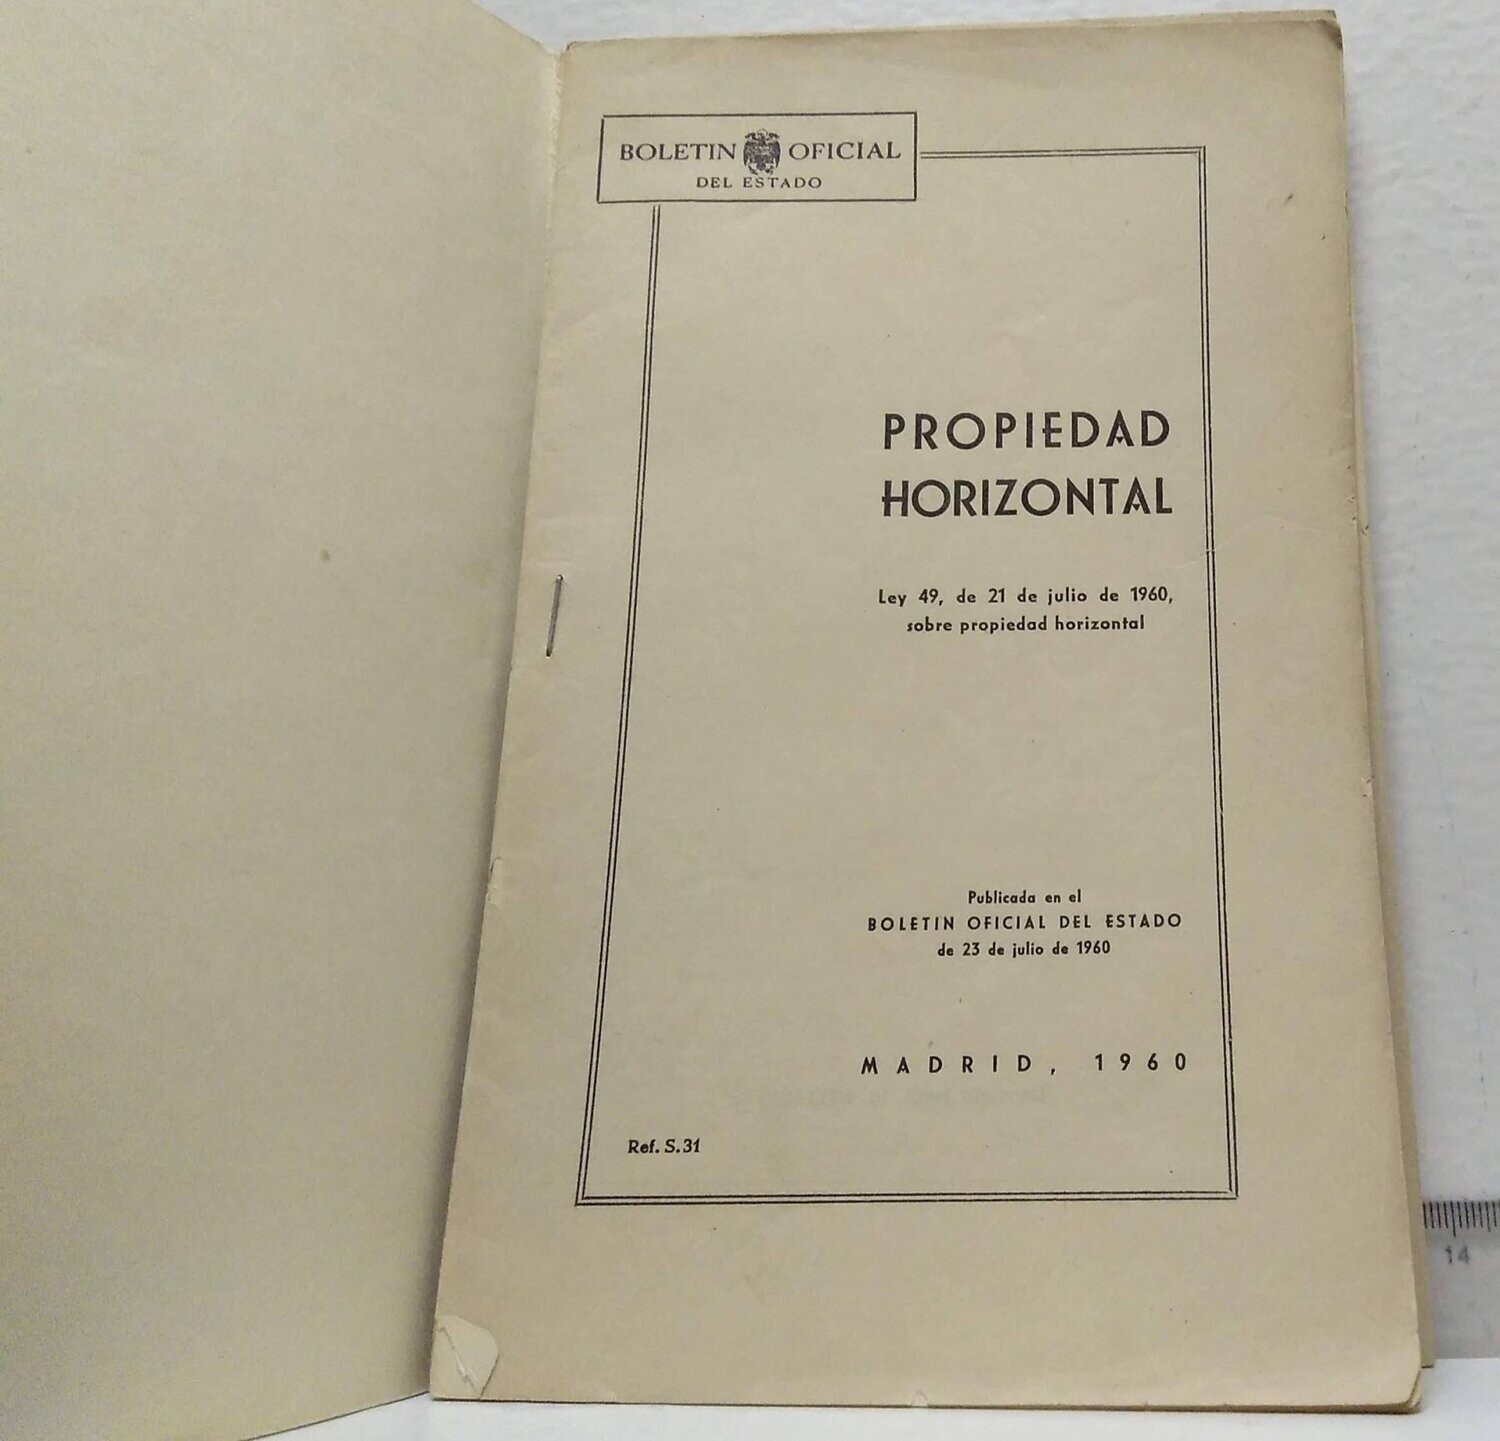 BOLETIN OFICIAL
DEL ESTADO
PROPIEDAD
HORIZONTAL
Ley 49, de 21 de julio de 1960,
sobre propiedad horizontal
Publicada en el
BOLETIN OFICIAL DEL ESTADO
de 23 de julio de 1960
MADRID, 1960
Ref. S.31
14